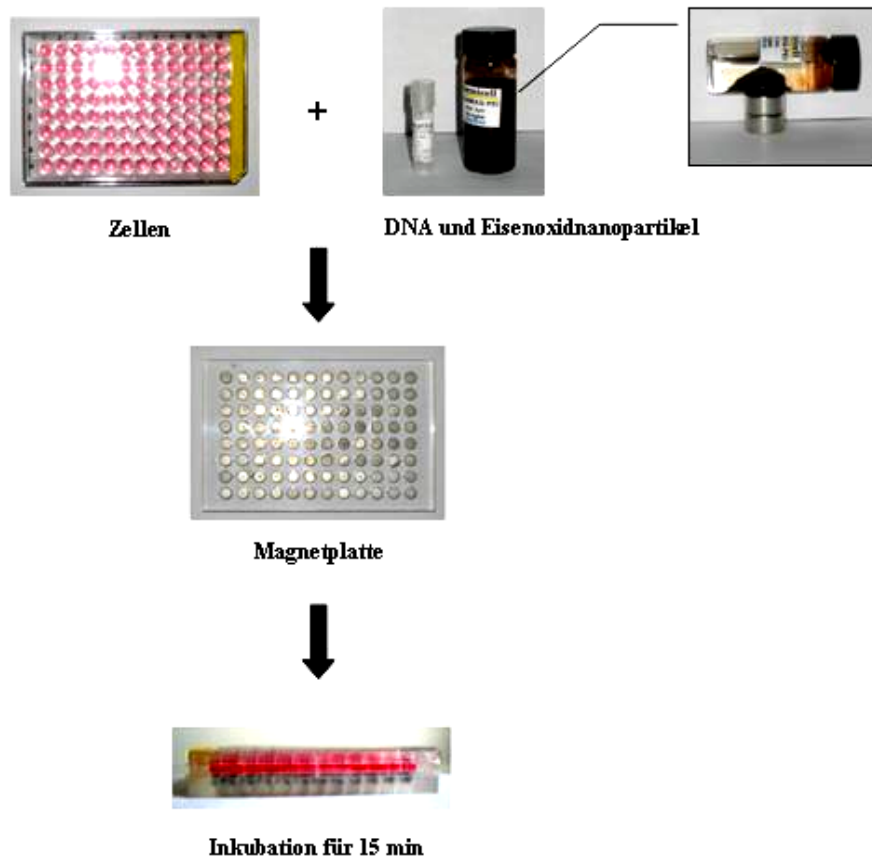 +
Zellen
DNA und Eisenoxidnanopartikel
Magnetplatte
Inkubation für 15 min